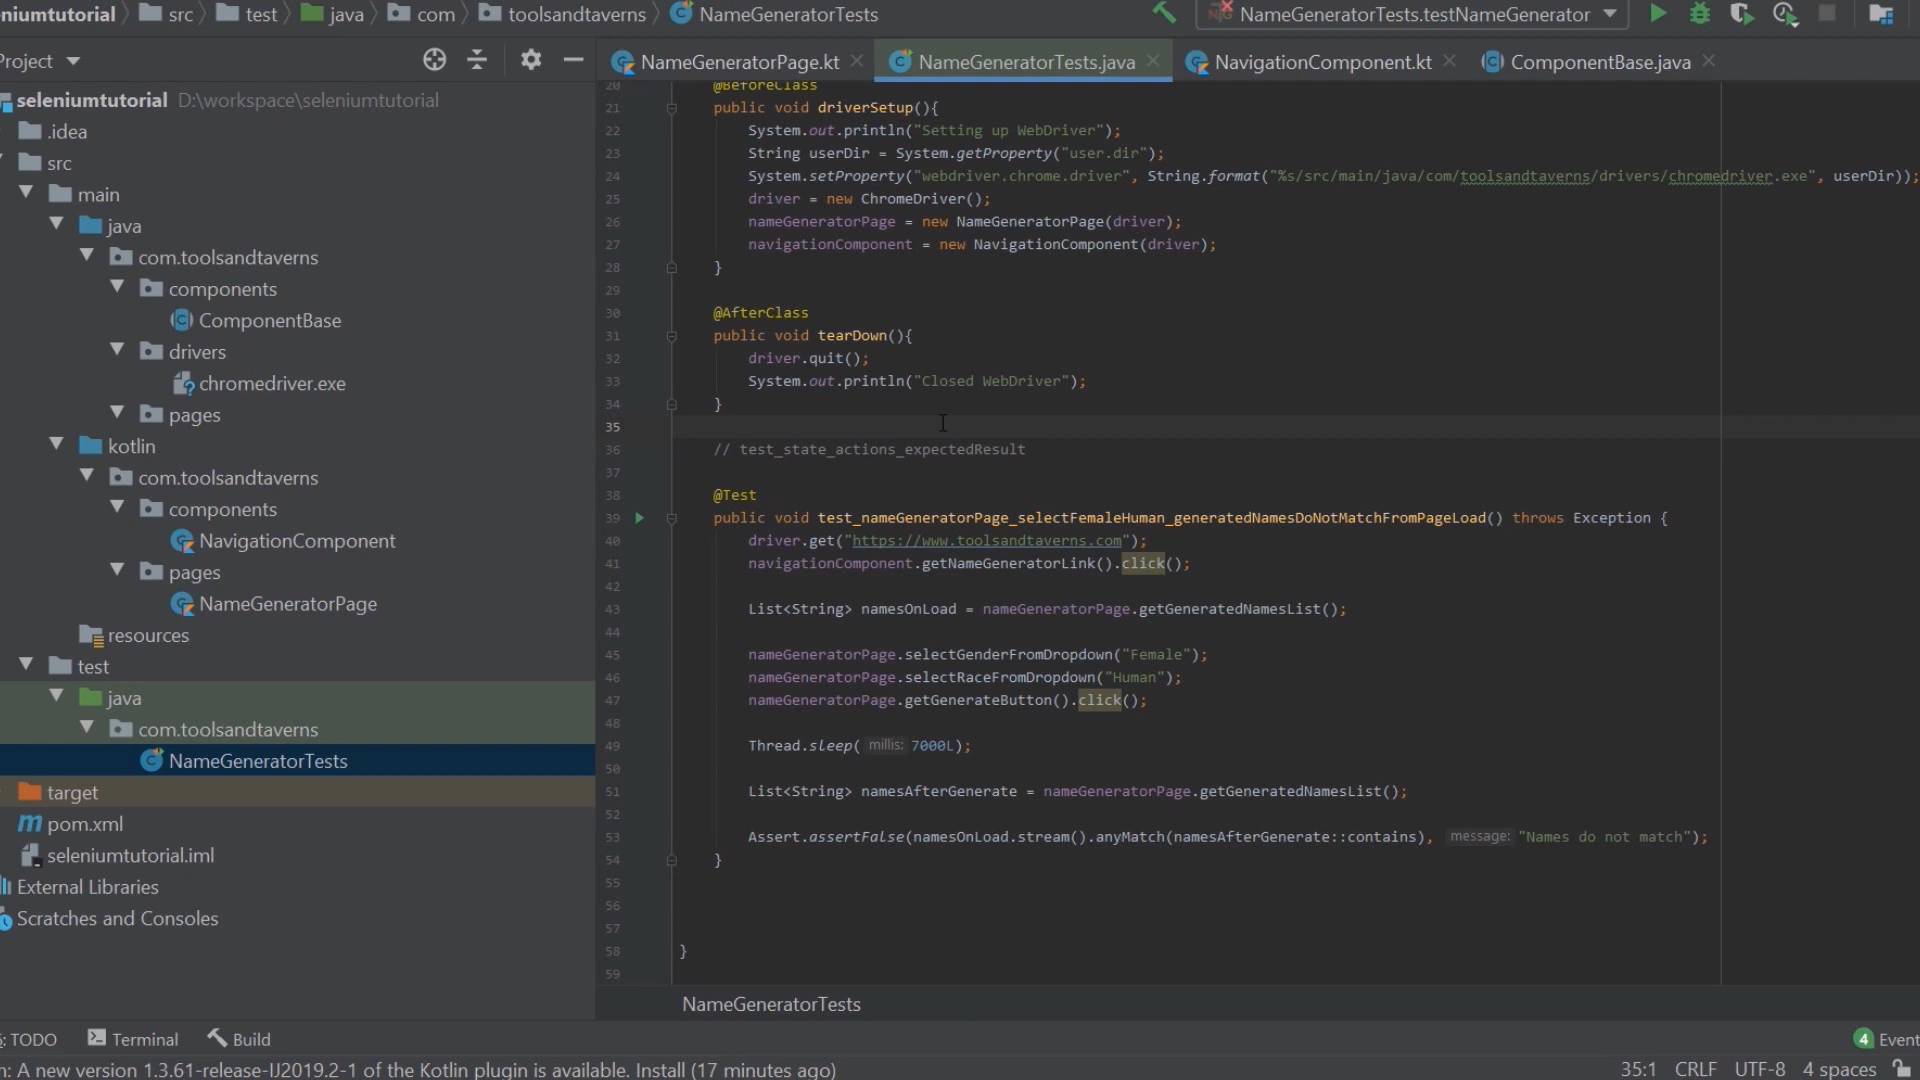 niumtutorial src test java com toolsandtaverns NameGeneratorTests NameGeneratorTests.testNameGenerator
Project NameGeneratorPage.kt NameGeneratorTests.java NavigationComponent.kt ComponentBase.java
seleniumtutorial D:\workspace\seleniumtutorial
.idea
src
main
java
com.toolsandtaverns
components
ComponentBase
drivers
chromedriver.exe
pages
kotlin
com.toolsandtaverns
components
NavigationComponent
pages
NameGeneratorPage
resources
test
java
com.toolsandtaverns
NameGeneratorTests
target
pom.xml
seleniumtutorial.iml
External Libraries
Scratches and Consoles
20 @BeforeClass
21 public void driverSetup(){
22 System.out.println("Setting up WebDriver");
23 String userDir = System.getProperty("user.dir");
24 System.setProperty("webdriver.chrome.driver", String.format("%s/src/main/java/com/toolsandtaverns/drivers/chromedriver.exe", userDir));
25 driver = new ChromeDriver();
26 nameGeneratorPage = new NameGeneratorPage(driver);
27 navigationComponent = new NavigationComponent(driver);
28 }
29
30 @AfterClass
31 public void tearDown(){
32 driver.quit();
33 System.out.println("Closed WebDriver");
34 }
35
36 // test_state_actions_expectedResult
37
38 @Test
39 public void test_nameGeneratorPage_selectFemaleHuman_generatedNamesDoNotMatchFromPageLoad() throws Exception {
40 driver.get("https://www.toolsandtaverns.com");
41 navigationComponent.getNameGeneratorLink().click();
42
43 List<String> namesOnLoad = nameGeneratorPage.getGeneratedNamesList();
44
45 nameGeneratorPage.selectGenderFromDropdown("Female");
46 nameGeneratorPage.selectRaceFromDropdown("Human");
47 nameGeneratorPage.getGenerateButton().click();
48
49 Thread.sleep( millis: 7000L);
50
51 List<String> namesAfterGenerate = nameGeneratorPage.getGeneratedNamesList();
52
53 Assert.assertFalse(namesOnLoad.stream().anyMatch(namesAfterGenerate::contains), message: "Names do not match");
54 }
55
56
57
58 }
59
NameGeneratorTests
: TODO Terminal Build 4 Event
n: A new version 1.3.61-release-IJ2019.2-1 of the Kotlin plugin is available. Install (17 minutes ago) 35:1 CRLF UTF-8 4 spaces